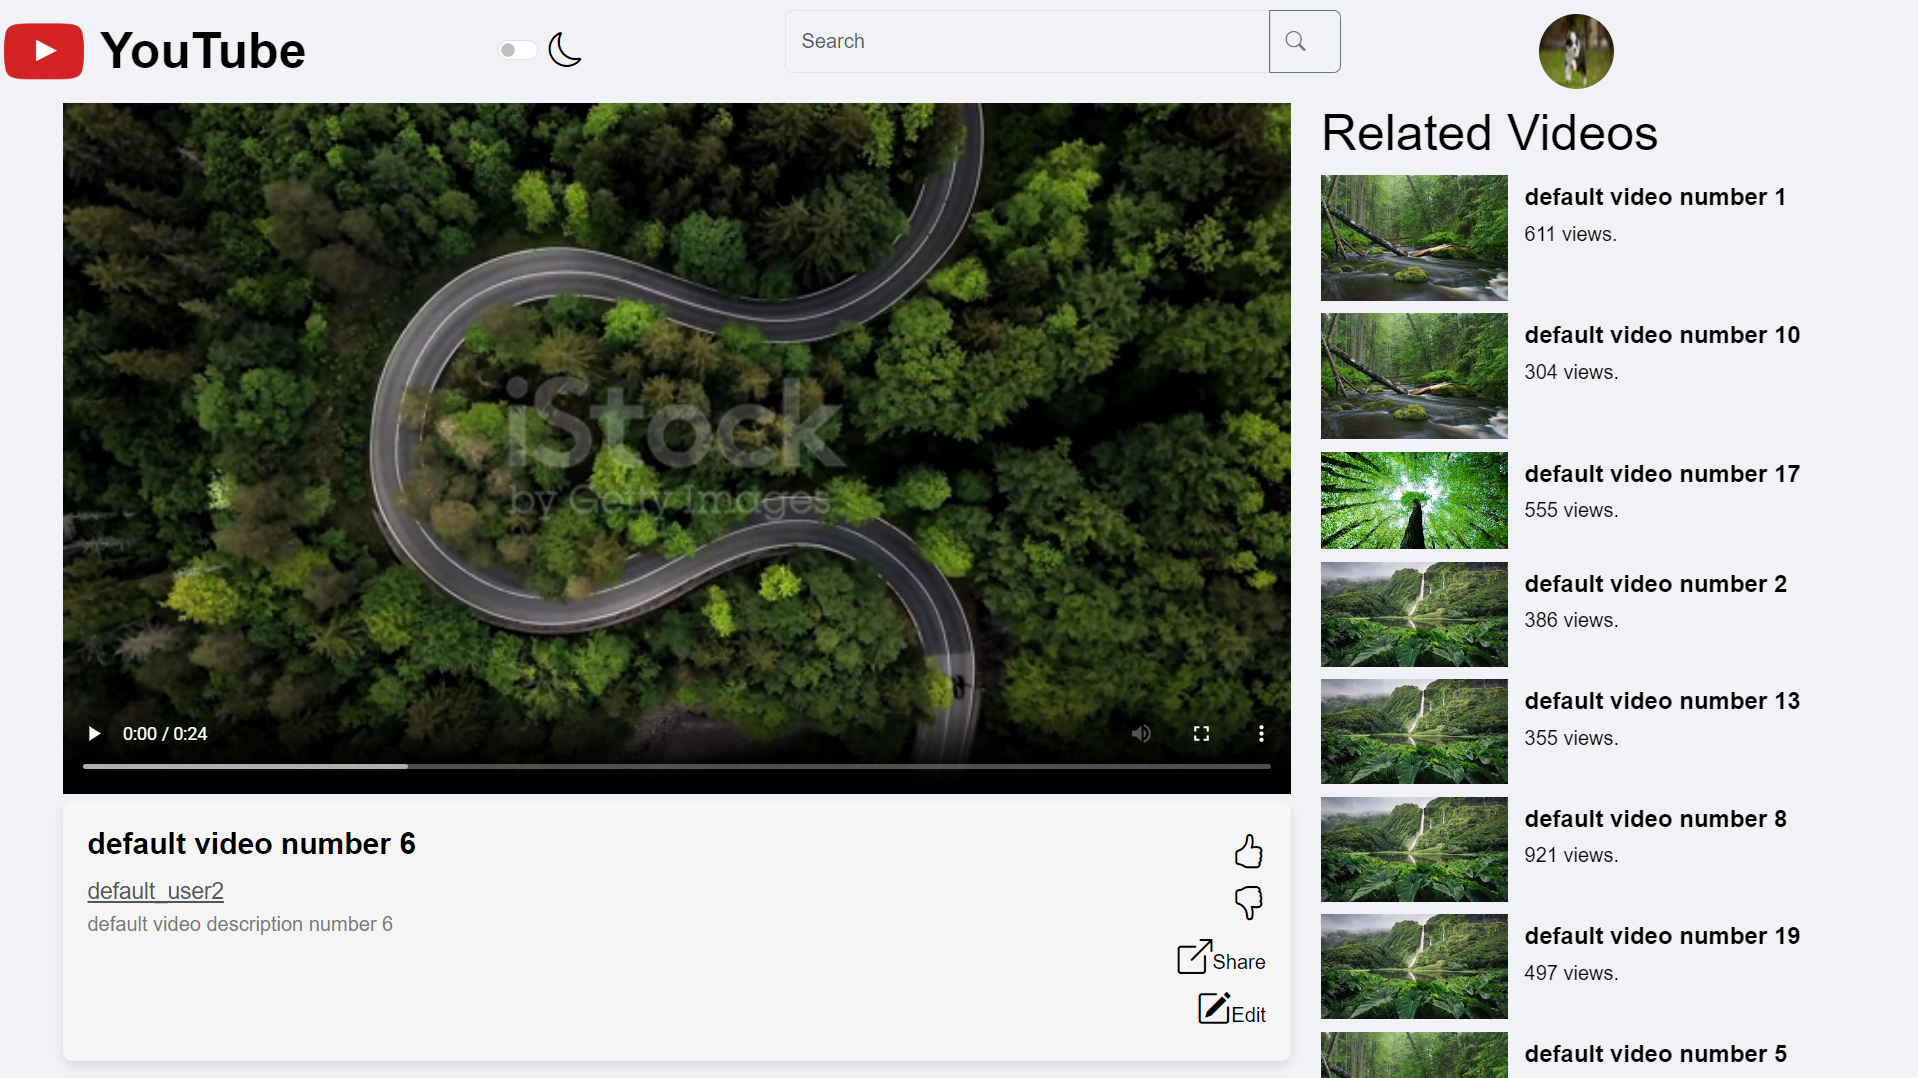 YouTube
Search
iStock
by Getty Images
0:00 / 0:24
default video number 6
default_user2
default video description number 6
Share
Edit
Related Videos
default video number 1
611 views.
default video number 10
304 views.
default video number 17
555 views.
default video number 2
386 views.
default video number 13
355 views.
default video number 8
921 views.
default video number 19
497 views.
default video number 5